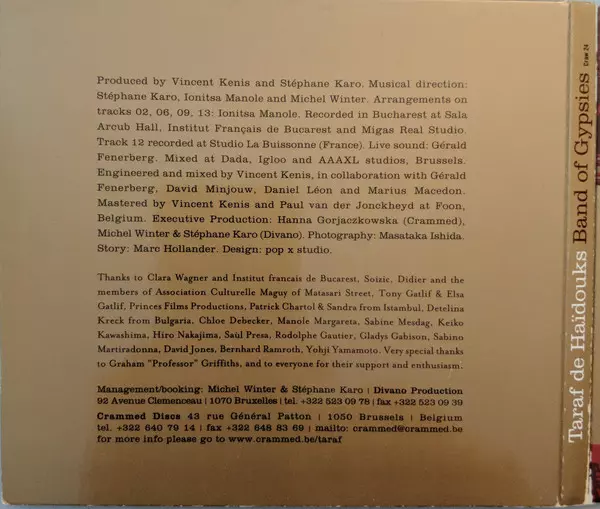 Produced by Vincent Kenis and Stéphane Karo. Musical direction:
Stéphane Karo, Ionitsa Manole and Michel Winter. Arrangements on
tracks 02, 06, 09, 13: Ionitsa Manole. Recorded in Bucharest at Sala
Arcub Hall, Institut Français de Bucarest and Migas Real Studio.
Track 12 recorded at Studio La Buissonne (France). Live sound: Gérald
Fenerberg. Mixed at Dada, Igloo and AAAXL studios, Brussels.
Engineered and mixed by Vincent Kenis, in collaboration with Gérald
Fenerberg, David Minjouw, Daniel Léon and Marius Macedon.
Mastered by Vincent Kenis and Paul van der Jonckheyd at Foon,
Belgium. Executive Production: Hanna Gorjaczkowska (Crammed),
Michel Winter & Stéphane Karo (Divano). Photography: Masataka Ishida.
Story: Marc Hollander. Design: pop x studio.
Thanks to Clara Wagner and Institut francais de Bucarest, Soizic, Didier and the
members of Association Culturelle Maguy of Matasari Street, Tony Gatlif & Elsa
Gatlif, Princes Films Productions, Patrick Chartol & Sandra from Istambul, Detelina
Kreck from Bulgaria, Chloe Debecker, Manole Margareta, Sabine Mesdag, Keiko
Kawashima, Hiro Nakajima, Saül Presa, Rodolphe Gautier, Gladys Gabison, Sabino
Martiradonna, David Jones, Bernhard Ramroth, Yohji Yamamoto. Very special thanks
to Graham "Professor" Griffiths, and to everyone for their support and enthusiasm.
Management/booking: Michel Winter & Stéphane Karo | Divano Production
92 Avenue Clemenceau | 1070 Bruxelles | tel. +322 523 09 78 | fax +322 523 09 39
Crammed Discs 43 rue Général Patton | 1050 Brussels | Belgium
tel. +322 640 79 14 | fax +322 648 83 69 | mailto: crammed@crammed.be
for more info please go to www.crammed.be/taraf
Taraf de Haïdouks Band of Gypsies Craw 24